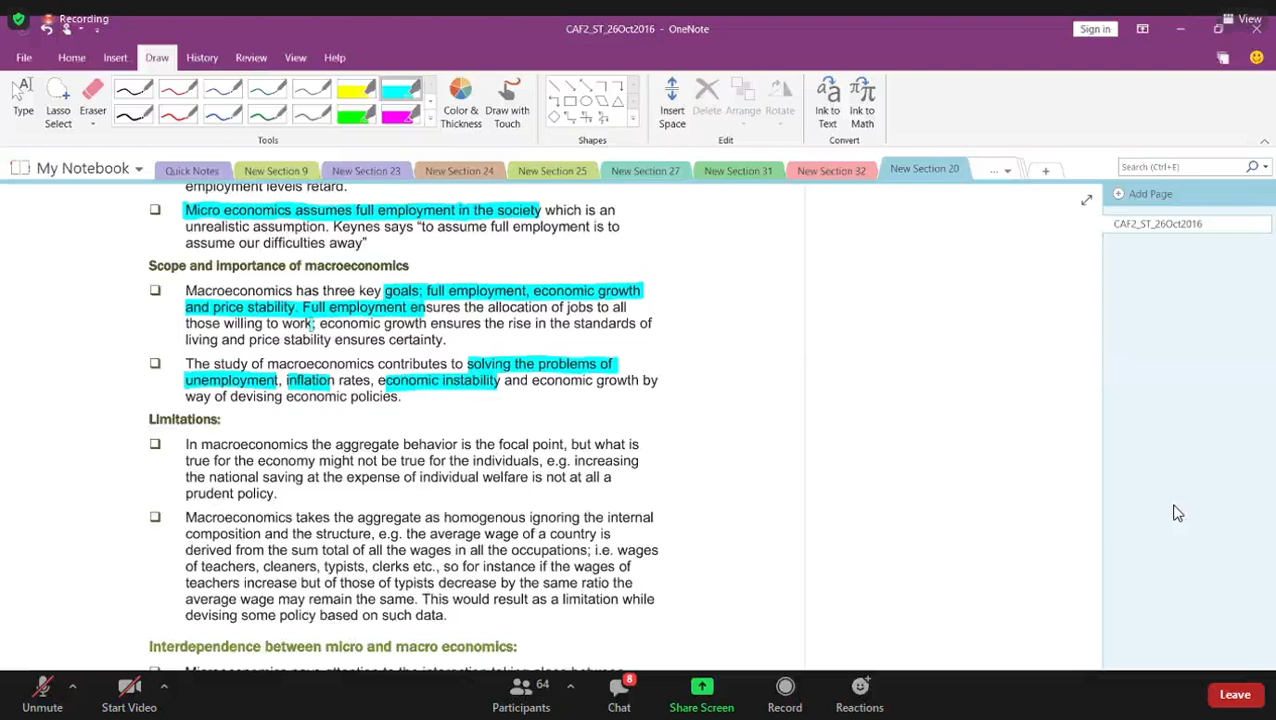 Recording
View
CAF2_ST_26Oct2016 - OneNote
Sign in
File Home Insert Draw History Review View Help
Type
Lasso Select
Eraser
Color & Thickness
Draw with Touch
Insert Space
Delete
Arrange
Rotate
Ink to Text
Ink to Math
Tools
Shapes
Edit
Convert
My Notebook
Quick Notes
New Section 9
New Section 23
New Section 24
New Section 25
New Section 27
New Section 31
New Section 32
New Section 20
...
Search (Ctrl+E)
Add Page
CAF2_ST_26Oct2016
employment levels retard.
Micro economics assumes full employment in the society which is an
unrealistic assumption. Keynes says “to assume full employment is to
assume our difficulties away”
Scope and importance of macroeconomics
Macroeconomics has three key goals; full employment, economic growth
and price stability. Full employment ensures the allocation of jobs to all
those willing to work; economic growth ensures the rise in the standards of
living and price stability ensures certainty.
The study of macroeconomics contributes to solving the problems of
unemployment, inflation rates, economic instability and economic growth by
way of devising economic policies.
Limitations:
In macroeconomics the aggregate behavior is the focal point, but what is
true for the economy might not be true for the individuals, e.g. increasing
the national saving at the expense of individual welfare is not at all a
prudent policy.
Macroeconomics takes the aggregate as homogenous ignoring the internal
composition and the structure, e.g. the average wage of a country is
derived from the sum total of all the wages in all the occupations; i.e. wages
of teachers, cleaners, typists, clerks etc., so for instance if the wages of
teachers increase but of those of typists decrease by the same ratio the
average wage may remain the same. This would result as a limitation while
devising some policy based on such data.
Interdependence between micro and macro economics:
Unmute
Start Video
64
Participants
8
Chat
Share Screen
Record
Reactions
Leave